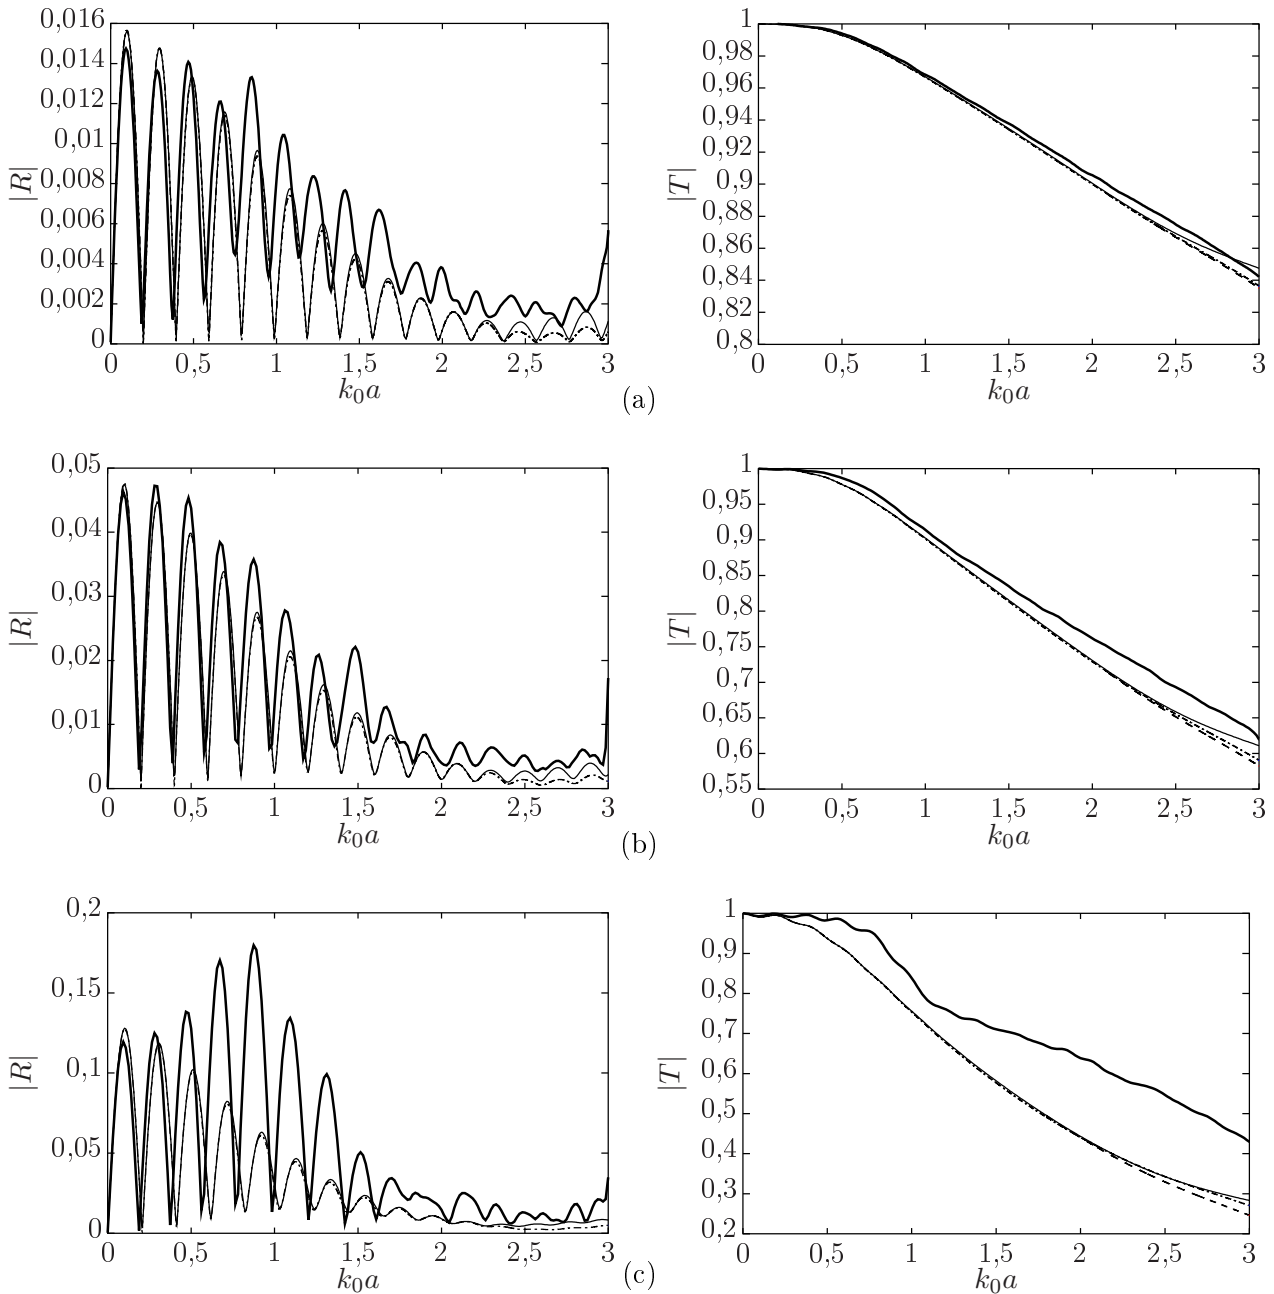 0,016
0,014
0,012
0,01
0,008
0,006
0,004
0,002
0
|R|
0 0,5 1 1,5 2 2,5 3
k₀a
1
0,98
0,96
0,94
0,92
0,9
0,88
0,86
0,84
0,82
0,8
|T|
0 0,5 1 1,5 2 2,5 3
k₀a
(a)
0,05
0,04
0,03
0,02
0,01
0
|R|
0 0,5 1 1,5 2 2,5 3
k₀a
1
0,95
0,9
0,85
0,8
0,75
0,7
0,65
0,6
0,55
|T|
0 0,5 1 1,5 2 2,5 3
k₀a
(b)
0,2
0,15
0,1
0,05
0
|R|
0 0,5 1 1,5 2 2,5 3
k₀a
1
0,9
0,8
0,7
0,6
0,5
0,4
0,3
0,2
|T|
0 0,5 1 1,5 2 2,5 3
k₀a
(c)